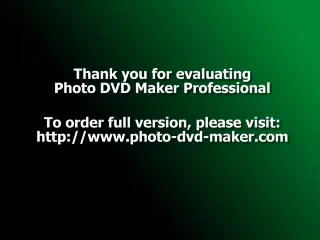 Thank you for evaluating
Photo DVD Maker Professional
To order full version, please visit:
http://www.photo-dvd-maker.com